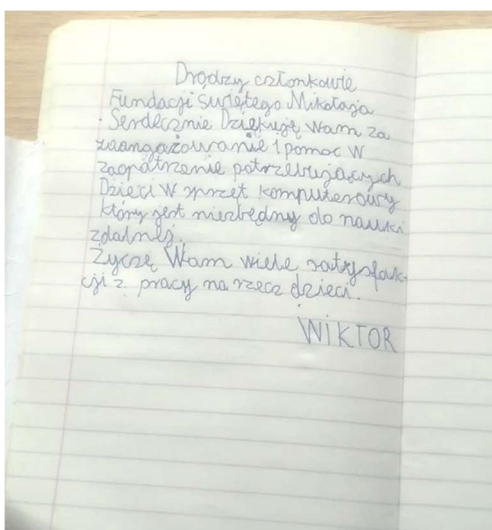 Drodzy członkowie
Fundacji świętego Mikołaja
Serdecznie Dziękuję Wam za
zaangażowanie i pomoc w
zaopatrzenie potrzebujących
Dzieci w sprzęt komputerowy
który jest niezbędny do nauki
zdalnej.
Życzę Wam wiele satysfak-
cji z pracy na rzecz dzieci.
WIKTOR